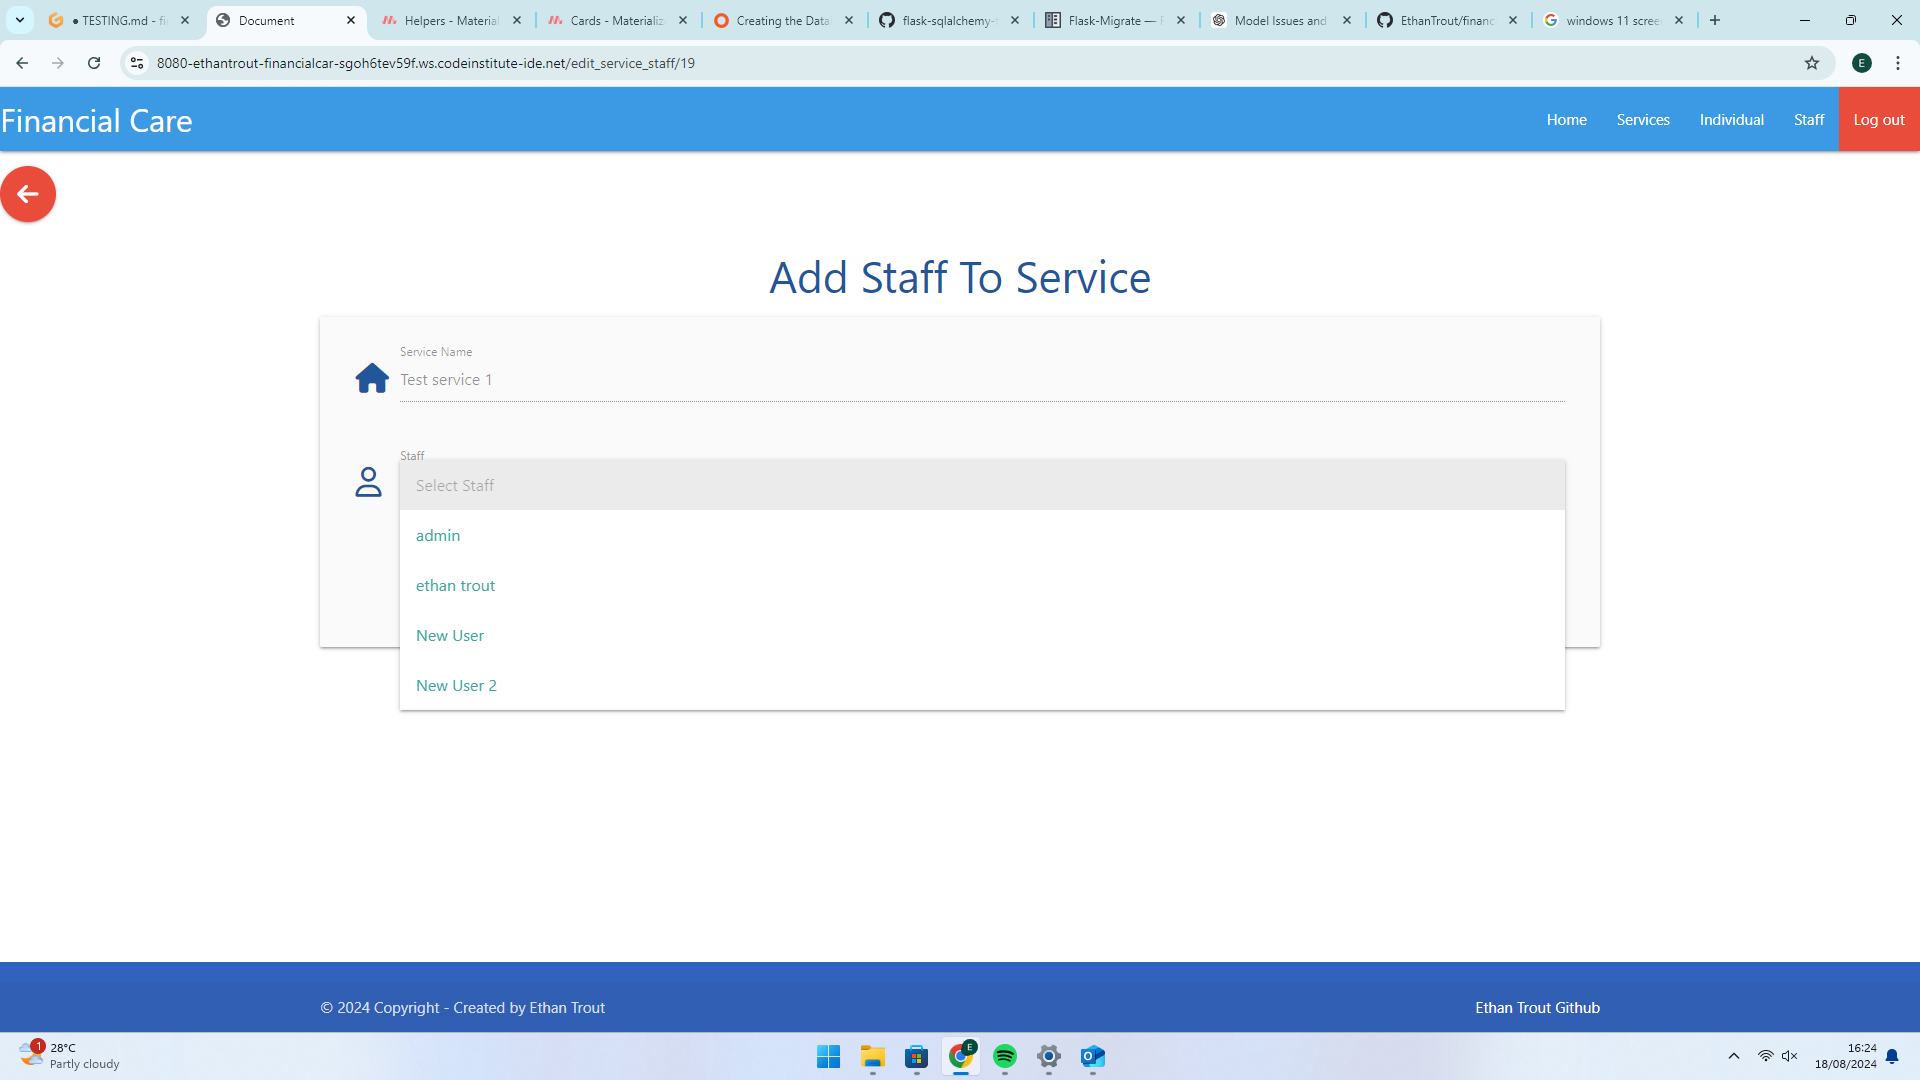 ● TESTING.md - fi
Document
Helpers - Material
Cards - Materializ
Creating the Data
flask-sqlalchemy-
Flask-Migrate —
Model Issues and
EthanTrout/financ
windows 11 scree
8080-ethantrout-financialcar-sgoh6tev59f.ws.codeinstitute-ide.net/edit_service_staff/19
E
Financial Care
Home
Services
Individual
Staff
Log out
Add Staff To Service
Service Name
Test service 1
Staff
Select Staff
admin
ethan trout
New User
New User 2
© 2024 Copyright - Created by Ethan Trout
Ethan Trout Github
1
28°C
Partly cloudy
E
16:24
18/08/2024